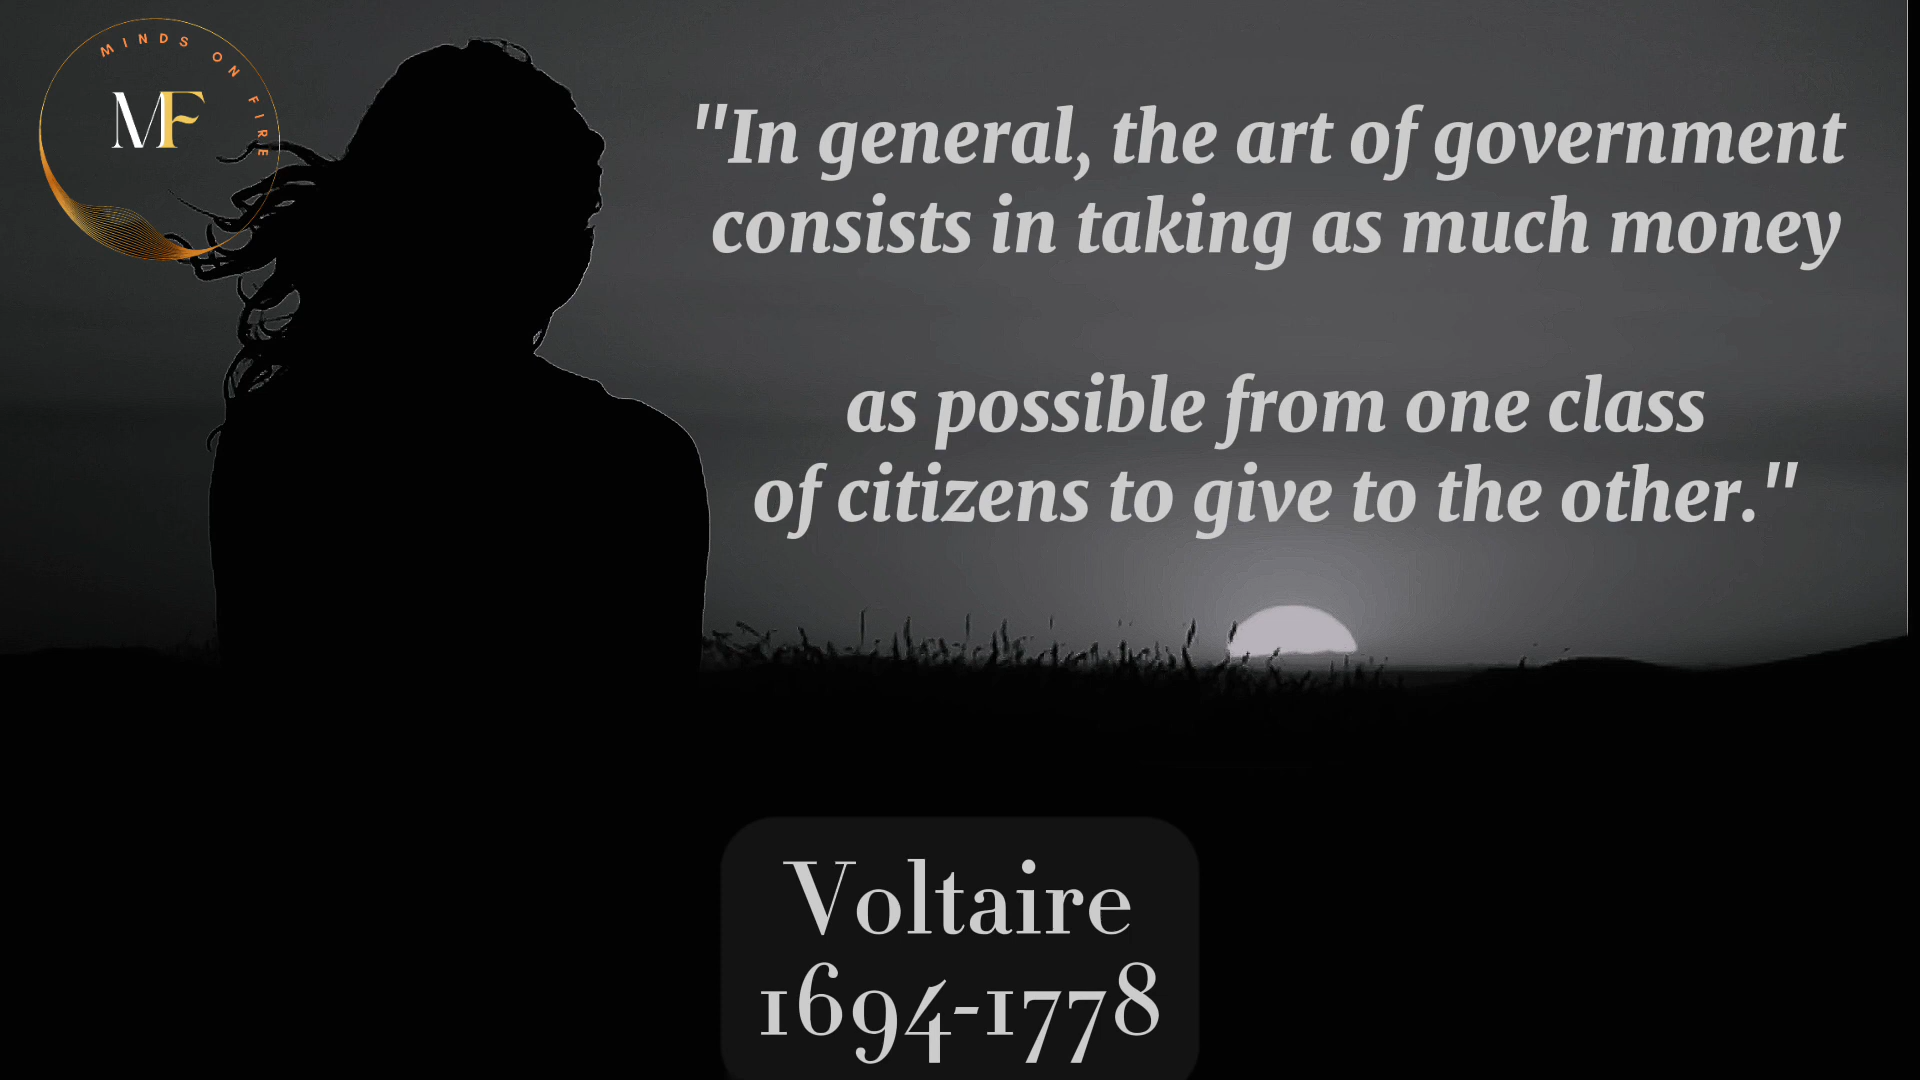 MINDS ON FIRE
MF
"In general, the art of government
consists in taking as much money
as possible from one class
of citizens to give to the other."
Voltaire
1694-1778